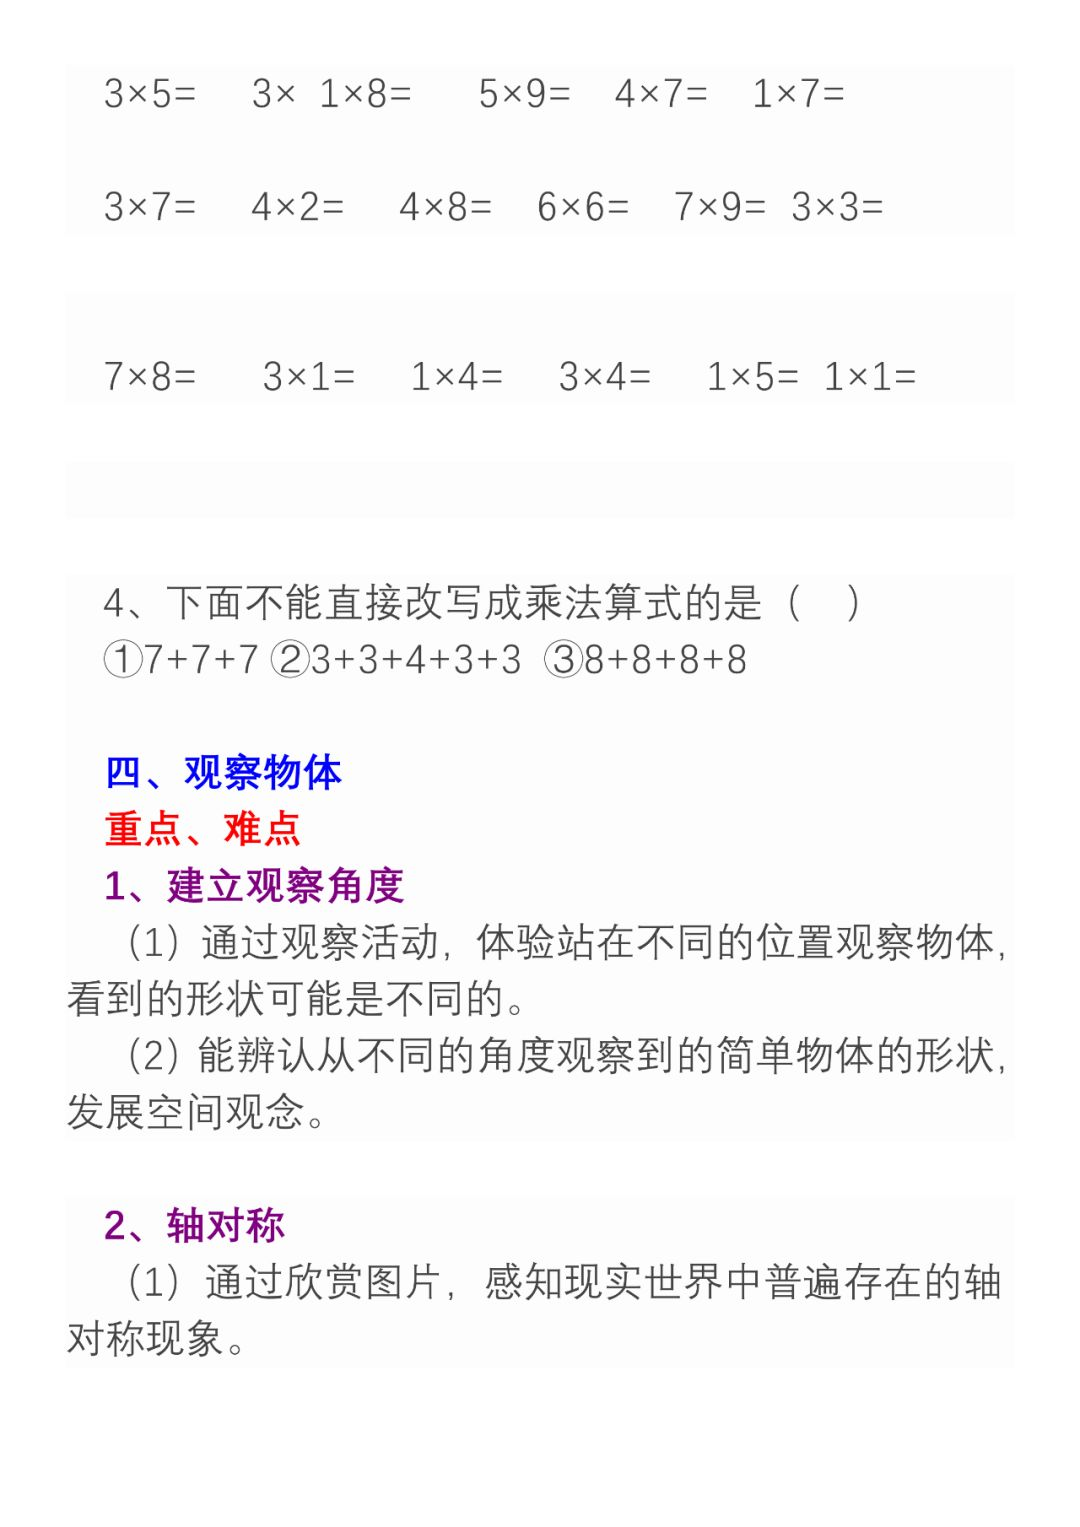 3×5= 3× 1×8= 5×9= 4×7= 1×7=
3×7= 4×2= 4×8= 6×6= 7×9= 3×3=
7×8= 3×1= 1×4= 3×4= 1×5= 1×1=
4、下面不能直接改写成乘法算式的是（ ）
①7+7+7 ②3+3+4+3+3 ③8+8+8+8
四、观察物体
重点、难点
1、建立观察角度
（1）通过观察活动，体验站在不同的位置观察物体，
看到的形状可能是不同的。
（2）能辨认从不同的角度观察到的简单物体的形状，
发展空间观念。
2、轴对称
（1）通过欣赏图片，感知现实世界中普遍存在的轴
对称现象。